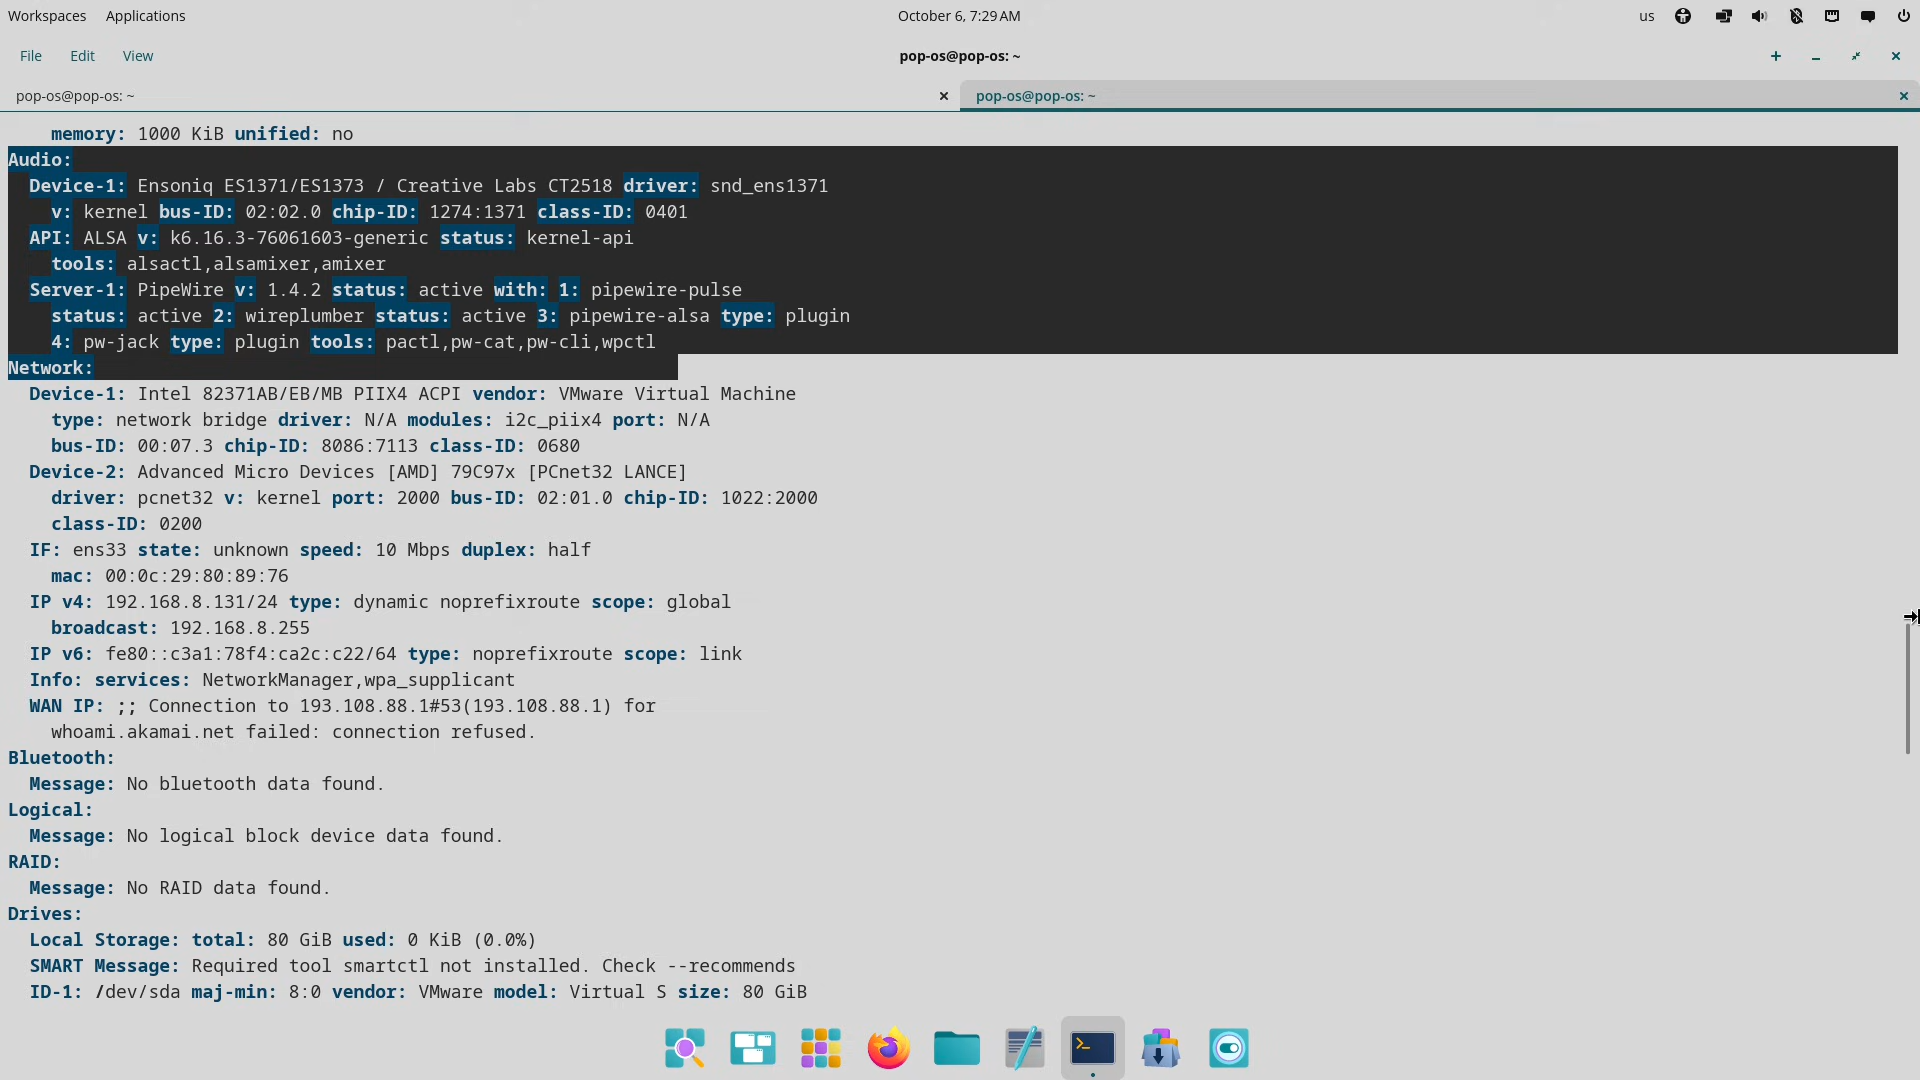 Workspaces Applications October 6, 7:29 AM us
File Edit View pop-os@pop-os: ~
pop-os@pop-os: ~ pop-os@pop-os: ~
memory: 1000 KiB unified: no
Audio:
Device-1: Ensoniq ES1371/ES1373 / Creative Labs CT2518 driver: snd_ens1371
v: kernel bus-ID: 02:02.0 chip-ID: 1274:1371 class-ID: 0401
API: ALSA v: k6.16.3-76061603-generic status: kernel-api
tools: alsactl,alsamixer,amixer
Server-1: PipeWire v: 1.4.2 status: active with: 1: pipewire-pulse
status: active 2: wireplumber status: active 3: pipewire-alsa type: plugin
4: pw-jack type: plugin tools: pactl,pw-cat,pw-cli,wpctl
Network:
Device-1: Intel 82371AB/EB/MB PIIX4 ACPI vendor: VMware Virtual Machine
type: network bridge driver: N/A modules: i2c_piix4 port: N/A
bus-ID: 00:07.3 chip-ID: 8086:7113 class-ID: 0680
Device-2: Advanced Micro Devices [AMD] 79C97x [PCnet32 LANCE]
driver: pcnet32 v: kernel port: 2000 bus-ID: 02:01.0 chip-ID: 1022:2000
class-ID: 0200
IF: ens33 state: unknown speed: 10 Mbps duplex: half
mac: 00:0c:29:80:89:76
IP v4: 192.168.8.131/24 type: dynamic noprefixroute scope: global
broadcast: 192.168.8.255
IP v6: fe80::c3a1:78f4:ca2c:c22/64 type: noprefixroute scope: link
Info: services: NetworkManager,wpa_supplicant
WAN IP: ;; Connection to 193.108.88.1#53(193.108.88.1) for
whoami.akamai.net failed: connection refused.
Bluetooth:
Message: No bluetooth data found.
Logical:
Message: No logical block device data found.
RAID:
Message: No RAID data found.
Drives:
Local Storage: total: 80 GiB used: 0 KiB (0.0%)
SMART Message: Required tool smartctl not installed. Check --recommends
ID-1: /dev/sda maj-min: 8:0 vendor: VMware model: Virtual S size: 80 GiB